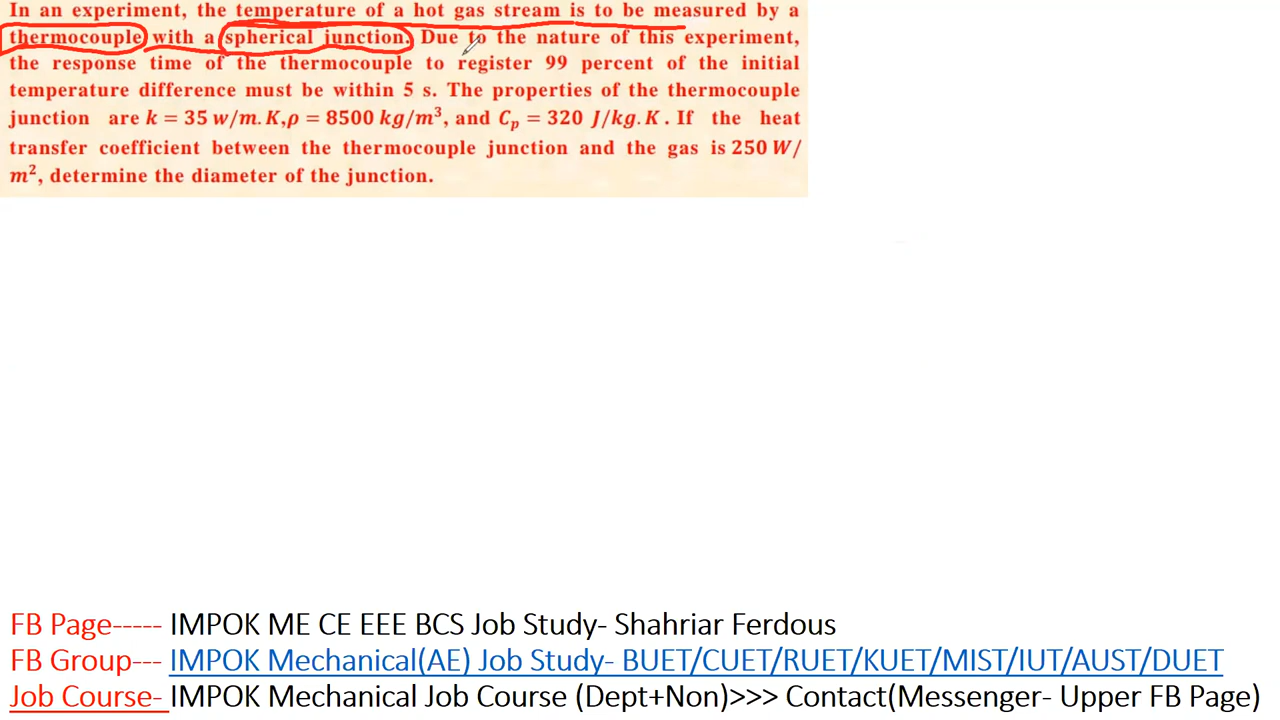 In an experiment, the temperature of a hot gas stream is to be measured by a
thermocouple with a spherical junction. Due to the nature of this experiment,
the response time of the thermocouple to register 99 percent of the initial
temperature difference must be within 5 s. The properties of the thermocouple
junction are k = 35 w/m. K,ρ = 8500 kg/m³, and Cₚ = 320 J/kg. K . If the heat
transfer coefficient between the thermocouple junction and the gas is 250 W/
m², determine the diameter of the junction.
FB Page----- IMPOK ME CE EEE BCS Job Study- Shahriar Ferdous
FB Group--- IMPOK Mechanical(AE) Job Study- BUET/CUET/RUET/KUET/MIST/IUT/AUST/DUET
Job Course- IMPOK Mechanical Job Course (Dept+Non)>>> Contact(Messenger- Upper FB Page)